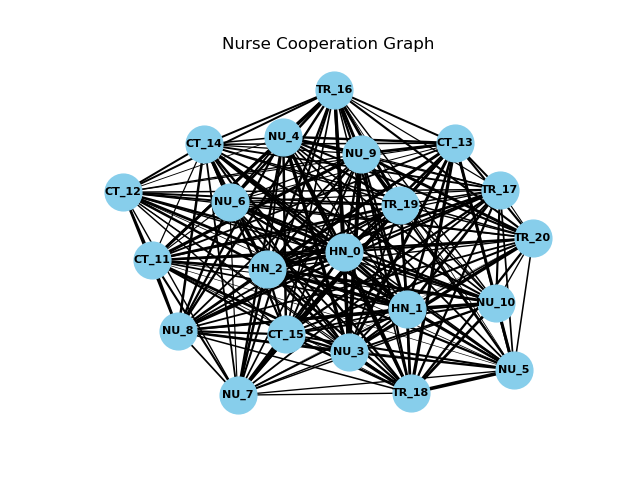 Nurse Cooperation Graph
TR_16
NU_4
CT_13
CT_14
NU_9
TR_17
CT_12
NU_6
TR_19
TR_20
HN_0
CT_11
HN_2
NU_10
HN_1
NU_8
CT_15
NU_3
NU_5
TR_18
NU_7